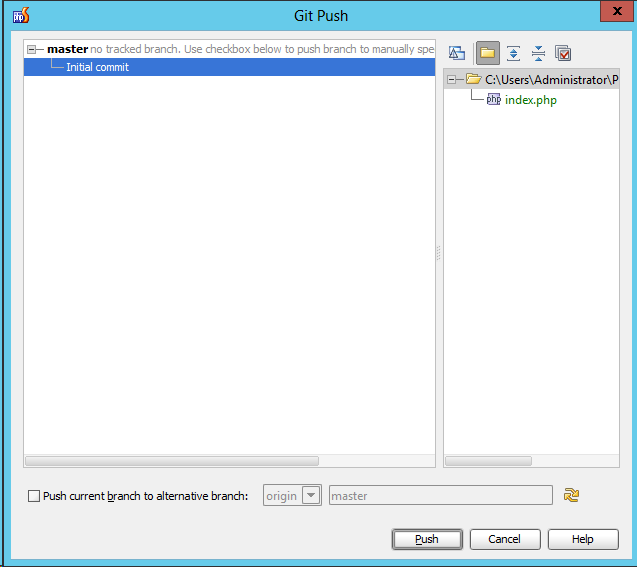 Git Push
master no tracked branch. Use checkbox below to push branch to manually spe
Initial commit
C:\Users\Administrator\P
php index.php
Push current branch to alternative branch:
origin
master
Push
Cancel
Help